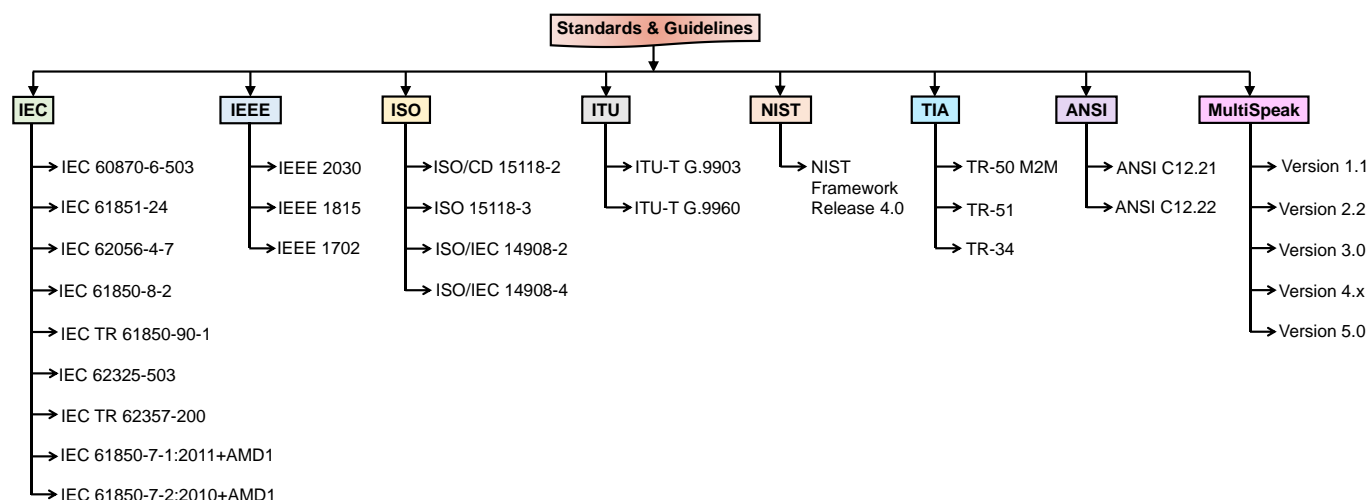 Standards & Guidelines
IEC
IEEE
ISO
ITU
NIST
TIA
ANSI
MultiSpeak
IEC 60870-6-503
IEC 61851-24
IEC 62056-4-7
IEC 61850-8-2
IEC TR 61850-90-1
IEC 62325-503
IEC TR 62357-200
IEC 61850-7-1:2011+AMD1
IEC 61850-7-2:2010+AMD1
IEEE 2030
IEEE 1815
IEEE 1702
ISO/CD 15118-2
ISO 15118-3
ISO/IEC 14908-2
ISO/IEC 14908-4
ITU-T G.9903
ITU-T G.9960
NIST
Framework
Release 4.0
TR-50 M2M
TR-51
TR-34
ANSI C12.21
ANSI C12.22
Version 1.1
Version 2.2
Version 3.0
Version 4.x
Version 5.0